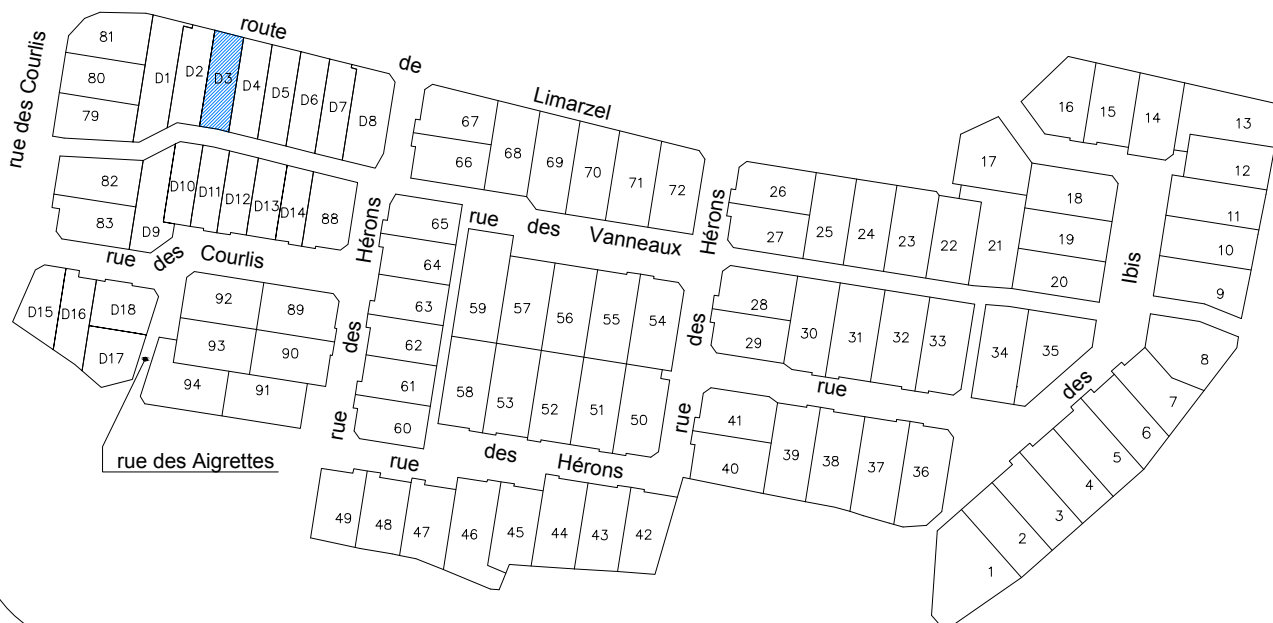 route
de
Limarzel
rue des Courlis
81
80
79
D1
D2
D3
D4
D5
D6
D7
D8
82
83
D9
D10
D11
D12
D13
D14
88
rue
des
Courlis
D15
D16
D18
D17
92
89
93
90
94
91
rue des Aigrettes
67
66
68
69
70
71
72
rue
des
Vanneaux
Hérons
des
rue
65
64
63
62
61
60
59
57
56
55
54
58
53
52
51
50
rue
des
Hérons
49
48
47
46
45
44
43
42
Hérons
des
rue
26
27
25
24
23
22
21
17
18
19
20
28
29
30
31
32
33
34
35
rue
des
Ibis
41
40
39
38
37
36
16
15
14
13
12
11
10
9
8
7
6
5
4
3
2
1